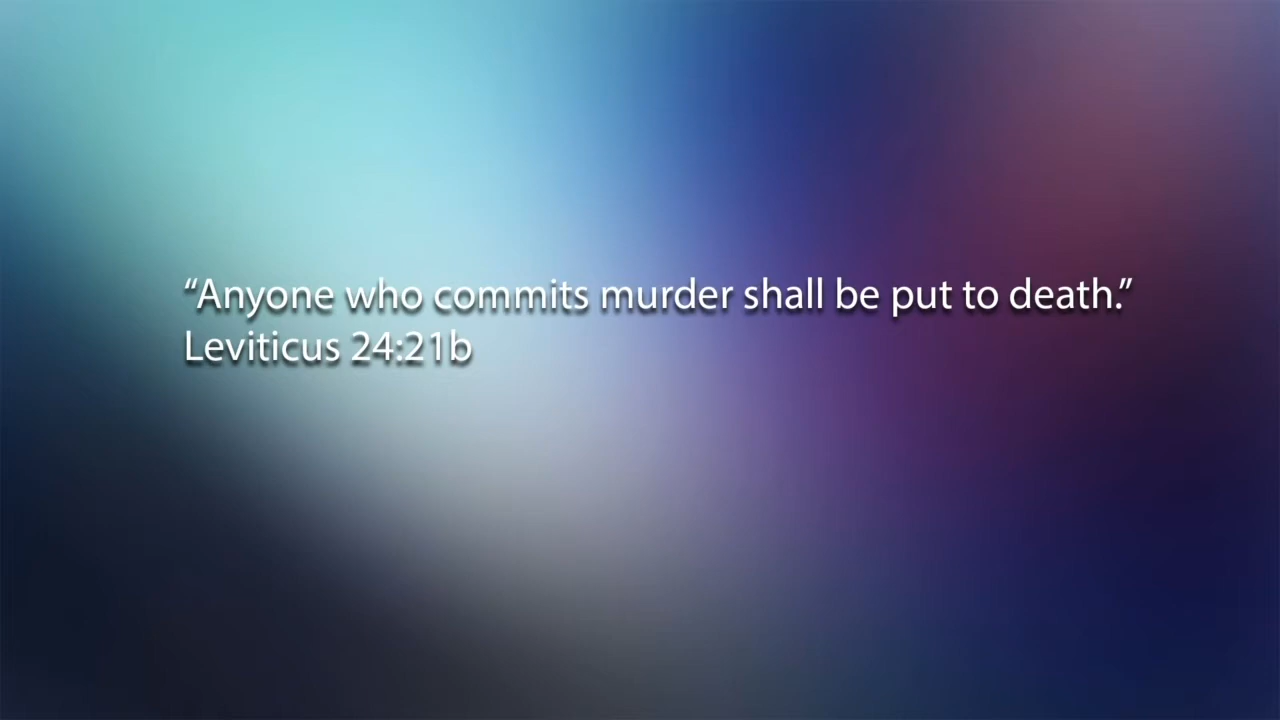 “Anyone who commits murder shall be put to death.”
Leviticus 24:21b